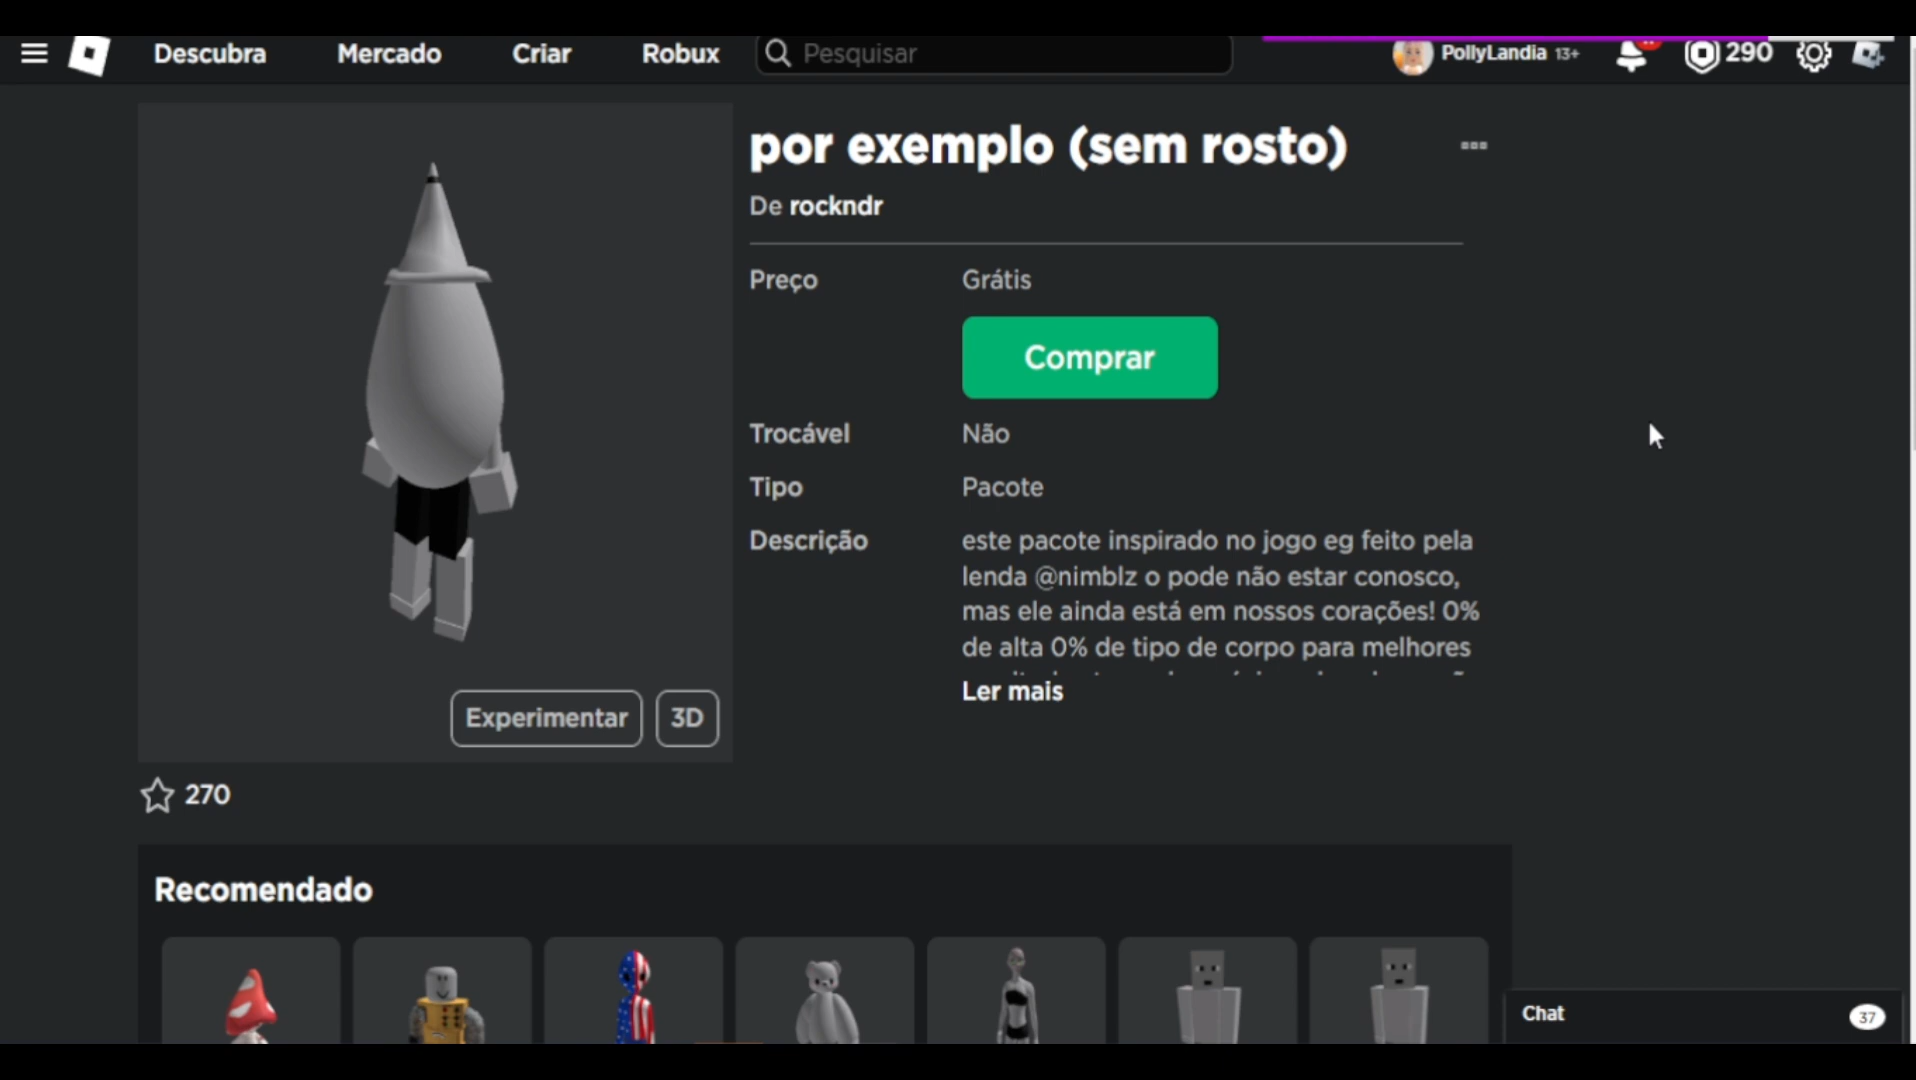 Descubra Mercado Criar Robux Pesquisar PollyLandia 13+ 290
por exemplo (sem rosto)
De rockndr
Preço Grátis
Comprar
Trocável Não
Tipo Pacote
Descrição este pacote inspirado no jogo eg feito pela
lenda @nimblz o pode não estar conosco,
mas ele ainda está em nossos corações! 0%
de alta 0% de tipo de corpo para melhores
Ler mais
Experimentar 3D
270
Recomendado
Chat 37